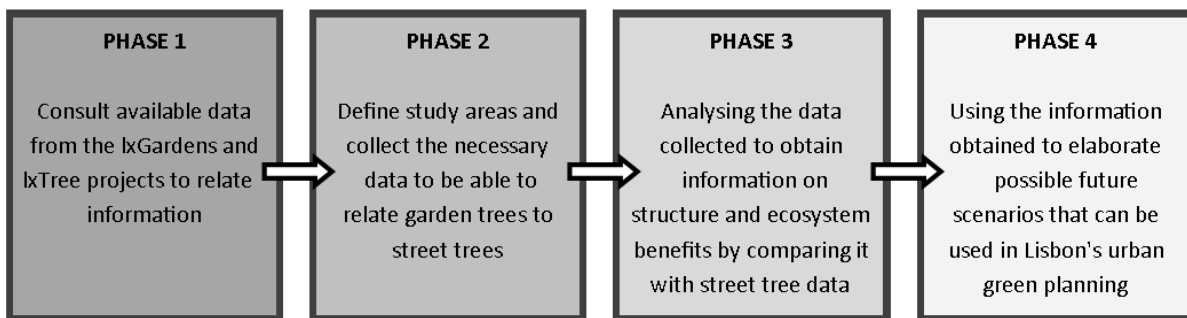 PHASE 1
Consult available data
from the lxGardens and
lxTree projects to relate
information
PHASE 2
Define study areas and
collect the necessary
data to be able to
relate garden trees to
street trees
PHASE 3
Analysing the data
collected to obtain
information on
structure and ecosystem
benefits by comparing it
with street tree data
PHASE 4
Using the information
obtained to elaborate
possible future
scenarios that can be
used in Lisbon's urban
green planning